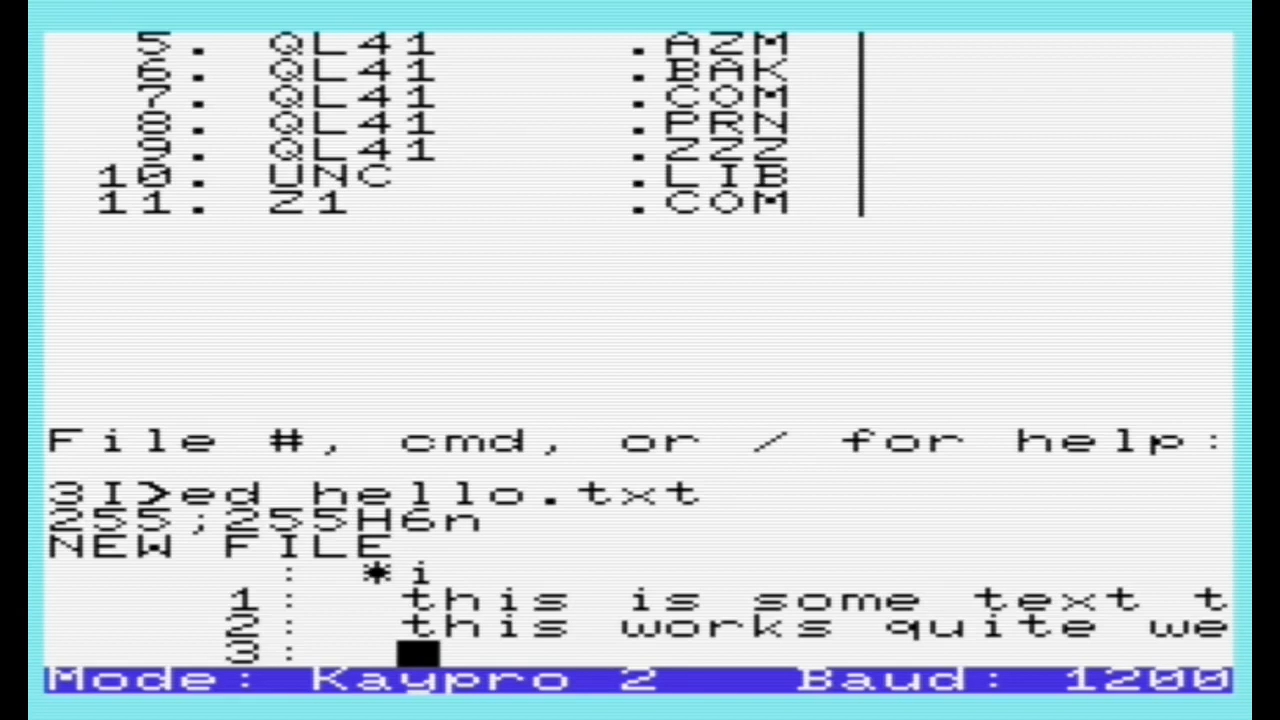 5. QL41 .AZM
6. QL41 .BAK
7. QL41 .COM
8. QL41 .PRN
9. QL41 .ZZZ
10. UNC .LIB
11. Z1 .COM
File #, cmd, or / for help:
3I>ed hello.txt
255;255H6n
NEW FILE
: *i
1: this is some text t
2: this works quite we
3:
Mode: Kaypro 2 Baud: 1200